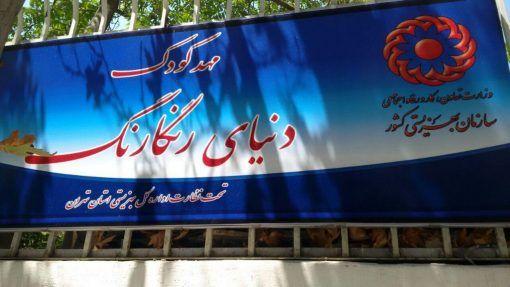 مهد کودک
دنیای رنگارنگ
تحت نظارت اداره کل بهزیستی استان تهران
وزارت تعاون، کار و رفاه اجتماعی
سازمان بهزیستی کشور